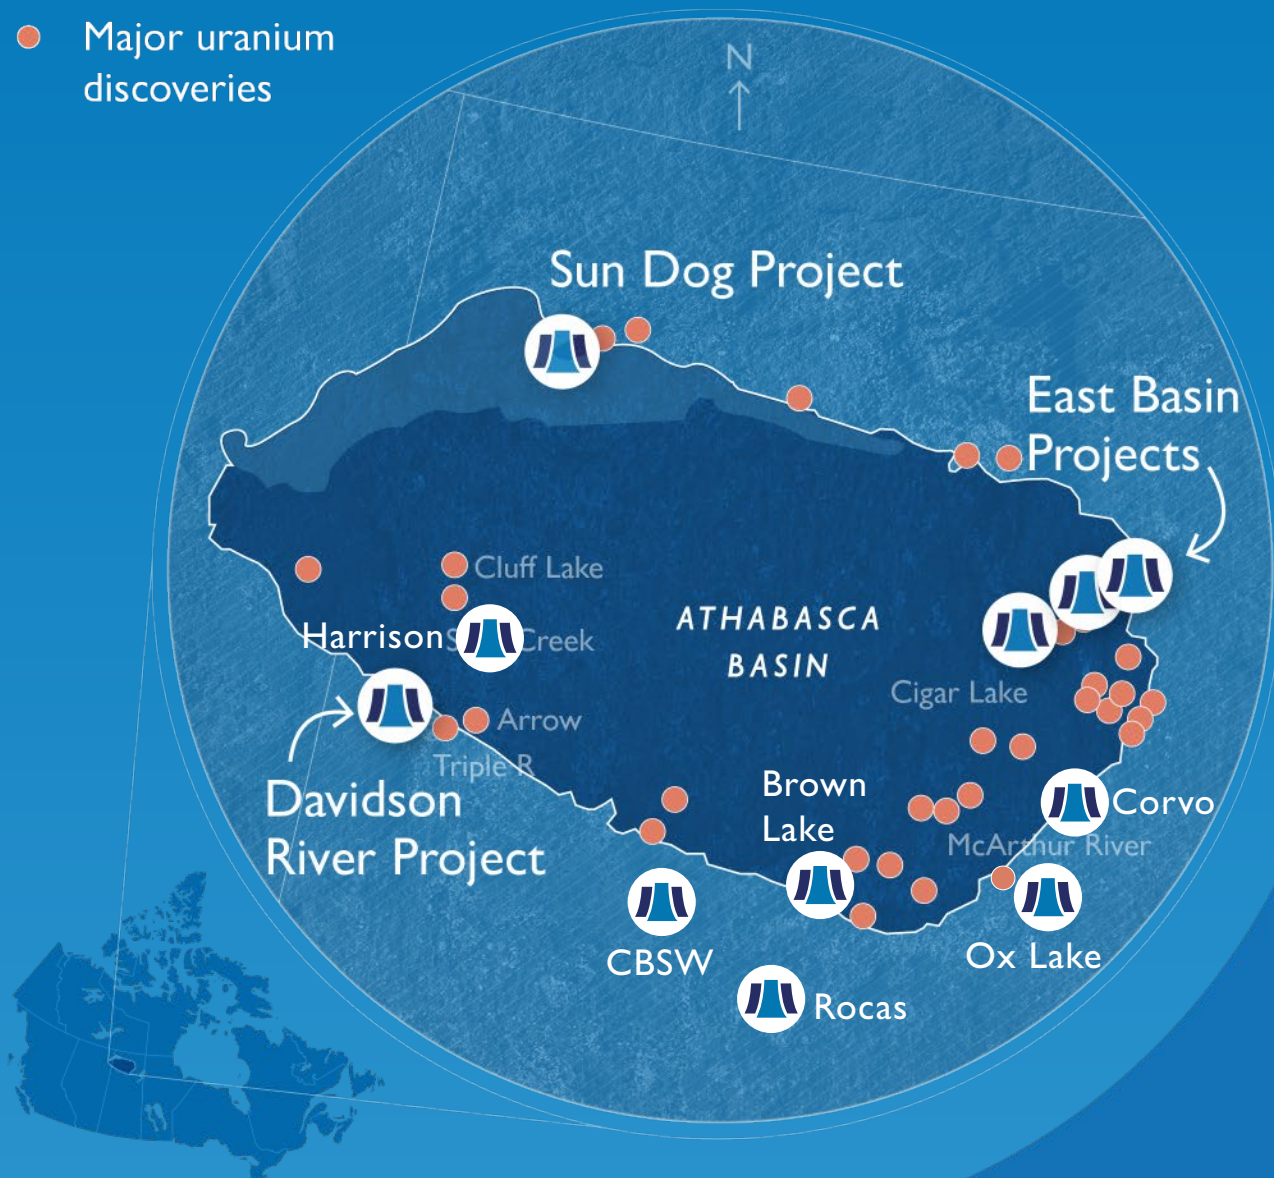 Major uranium
discoveries
N
Sun Dog Project
East Basin
Projects
Cluff Lake
Harrison
Creek
ATHABASCA
BASIN
Cigar Lake
Arrow
Triple R
Davidson
River Project
Brown
Lake
Corvo
McArthur River
CBSW
Ox Lake
Rocas